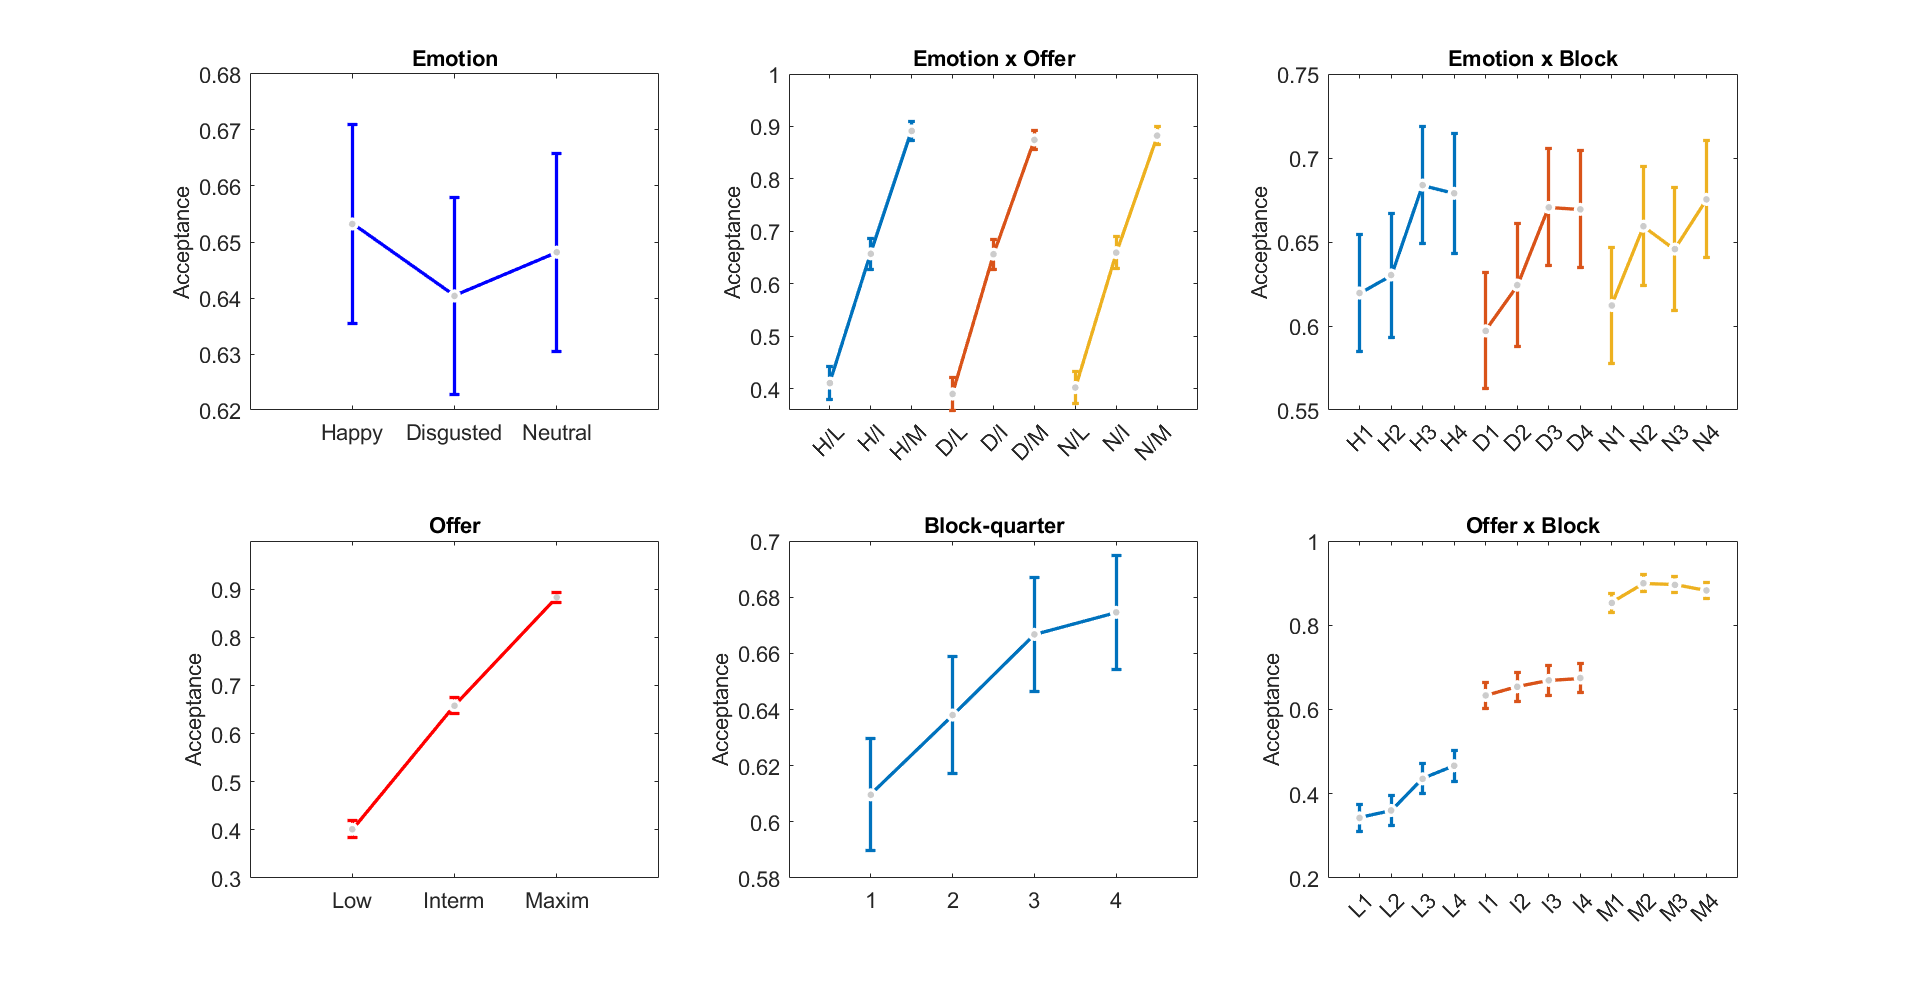 Emotion
0.68
0.67
0.66
0.65
0.64
0.63
0.62
Acceptance
Happy Disgusted Neutral
Emotion x Offer
1
0.9
0.8
0.7
0.6
0.5
0.4
Acceptance
H/L H/I H/M D/L D/I D/M N/L N/I N/M
Emotion x Block
0.75
0.7
0.65
0.6
0.55
Acceptance
H1 H2 H3 H4 D1 D2 D3 D4 N1 N2 N3 N4
Offer
0.9
0.8
0.7
0.6
0.5
0.4
0.3
Acceptance
Low Interm Maxim
Block-quarter
0.7
0.68
0.66
0.64
0.62
0.6
0.58
Acceptance
1 2 3 4
Offer x Block
1
0.8
0.6
0.4
0.2
Acceptance
L1 L2 L3 L4 I1 I2 I3 I4 M1 M2 M3 M4